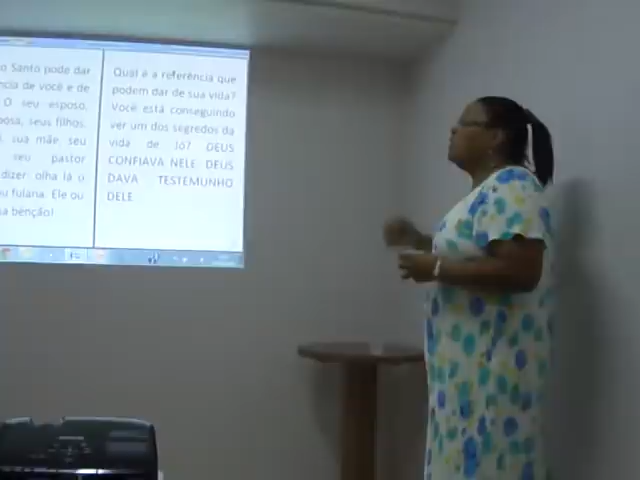 o Santo pode dar
ncia de você e de
O seu esposo,
posa, seus filhos,
sua mãe, seu
seu pastor
dizer: olha lá o
ou fulana. Ele ou
a benção!
Qual é a referência que
podem dar de sua vida?
Você está conseguindo
ver um dos segredos da
vida de Jó? DEUS
CONFIAVA NELE. DEUS
DAVA TESTEMUNHO
DELE